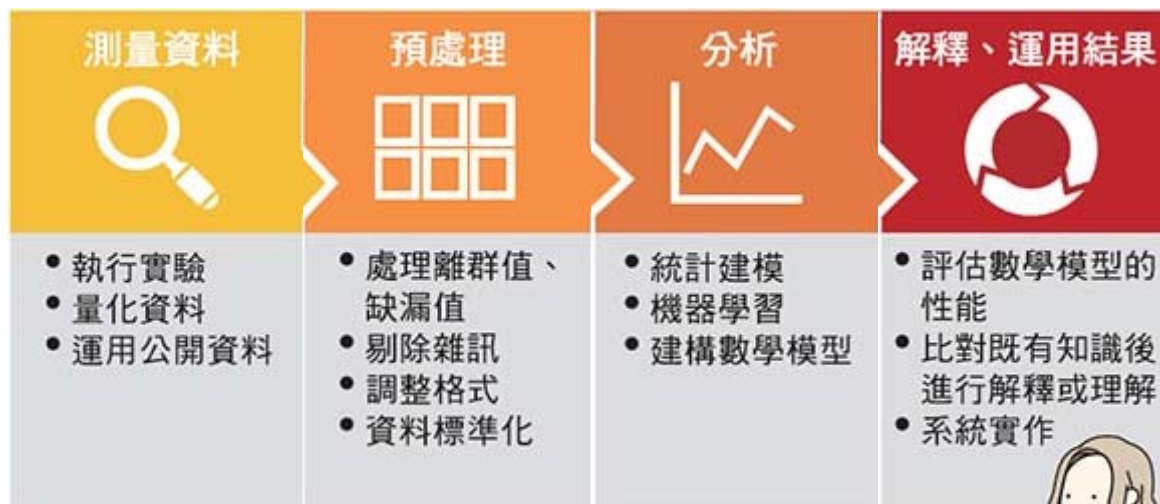 測量資料
• 執行實驗
• 量化資料
• 運用公開資料
預處理
• 處理離群值、
缺漏值
• 剔除雜訊
• 調整格式
• 資料標準化
分析
• 統計建模
• 機器學習
• 建構數學模型
解釋、運用結果
• 評估數學模型的
性能
• 比對既有知識後
進行解釋或理解
• 系統實作